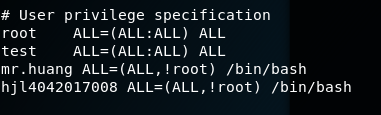 # User privilege specification
root    ALL=(ALL:ALL) ALL
test    ALL=(ALL:ALL) ALL
mr.huang ALL=(ALL,!root) /bin/bash
hjl4042017008 ALL=(ALL,!root) /bin/bash